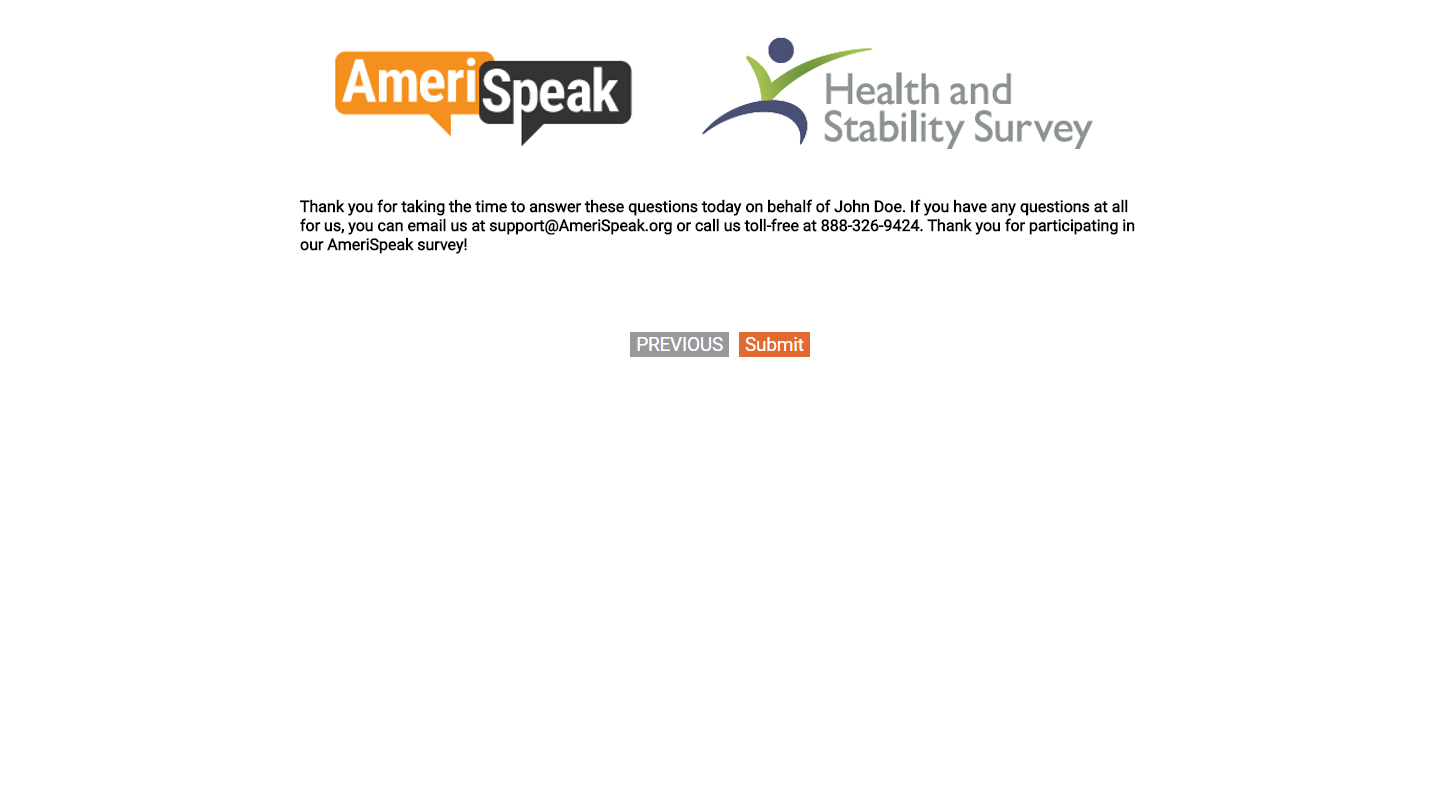 AmeriSpeak
Health and
Stability Survey
Thank you for taking the time to answer these questions today on behalf of John Doe. If you have any questions at all
for us, you can email us at support@AmeriSpeak.org or call us toll-free at 888-326-9424. Thank you for participating in
our AmeriSpeak survey!
PREVIOUS Submit